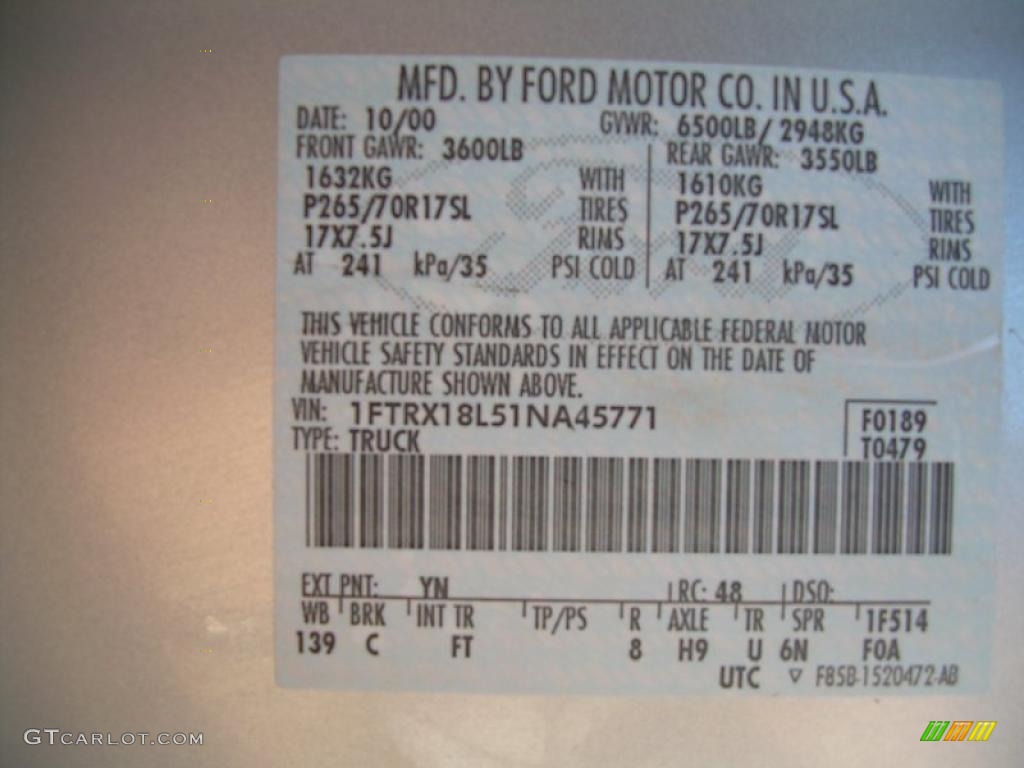 MFD. BY FORD MOTOR CO. IN U.S.A.
DATE: 10/00 GVWR: 6500LB/ 2948KG
FRONT GAWR: 3600LB REAR GAWR: 3550LB
1632KG WITH 1610KG WITH
P265/70R17SL TIRES P265/70R17SL TIRES
17X7.5J RIMS 17X7.5J RIMS
AT 241 kPa/35 PSI COLD AT 241 kPa/35 PSI COLD
THIS VEHICLE CONFORMS TO ALL APPLICABLE FEDERAL MOTOR
VEHICLE SAFETY STANDARDS IN EFFECT ON THE DATE OF
MANUFACTURE SHOWN ABOVE.
VIN: 1FTRX18L51NA45771 F0189
TYPE: TRUCK T0479
EXT PNT: YN RC: 48 DSO:
WB BRK INT TR TP/PS R AXLE TR SPR 1F514
139 C FT 8 H9 U 6N F0A
UTC ▽ F85B-1520472-AB
GTCARLOT.COM